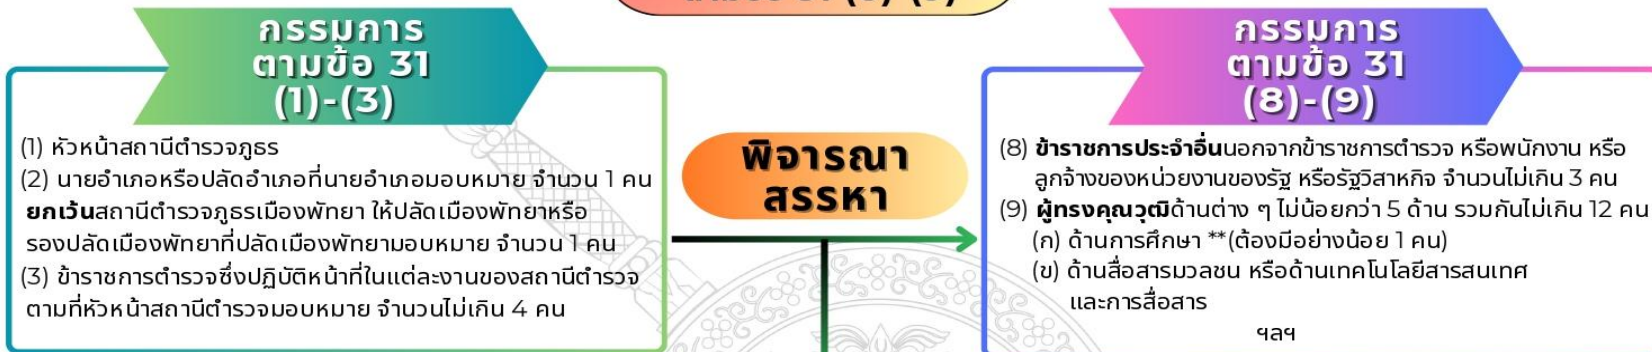 กรรมการ
ตามข้อ 31
(1)-(3)
(1) หัวหน้าสถานีตำรวจภูธร
(2) นายอำเภอหรือปลัดอำเภอที่นายอำเภอมอบหมาย จำนวน 1 คน
ยกเว้นสถานีตำรวจภูธรเมืองพัทยา ให้ปลัดเมืองพัทยาหรือ
รองปลัดเมืองพัทยาที่ปลัดเมืองพัทยามอบหมาย จำนวน 1 คน
(3) ข้าราชการตำรวจซึ่งปฏิบัติหน้าที่ในแต่ละงานของสถานีตำรวจ
ตามที่หัวหน้าสถานีตำรวจมอบหมาย จำนวนไม่เกิน 4 คน
พิจารณา
สรรหา
กรรมการ
ตามข้อ 31
(8)-(9)
(8) ข้าราชการประจำอื่นนอกจากข้าราชการตำรวจ หรือพนักงาน หรือ
ลูกจ้างของหน่วยงานของรัฐ หรือรัฐวิสาหกิจ จำนวนไม่เกิน 3 คน
(9) ผู้ทรงคุณวุฒิด้านต่าง ๆ ไม่น้อยกว่า 5 ด้าน รวมกันไม่เกิน 12 คน
(ก) ด้านการศึกษา **(ต้องมีอย่างน้อย 1 คน)
(ข) ด้านสื่อสารมวลชน หรือด้านเทคโนโลยีสารสนเทศ
และการสื่อสาร
ฯลฯ